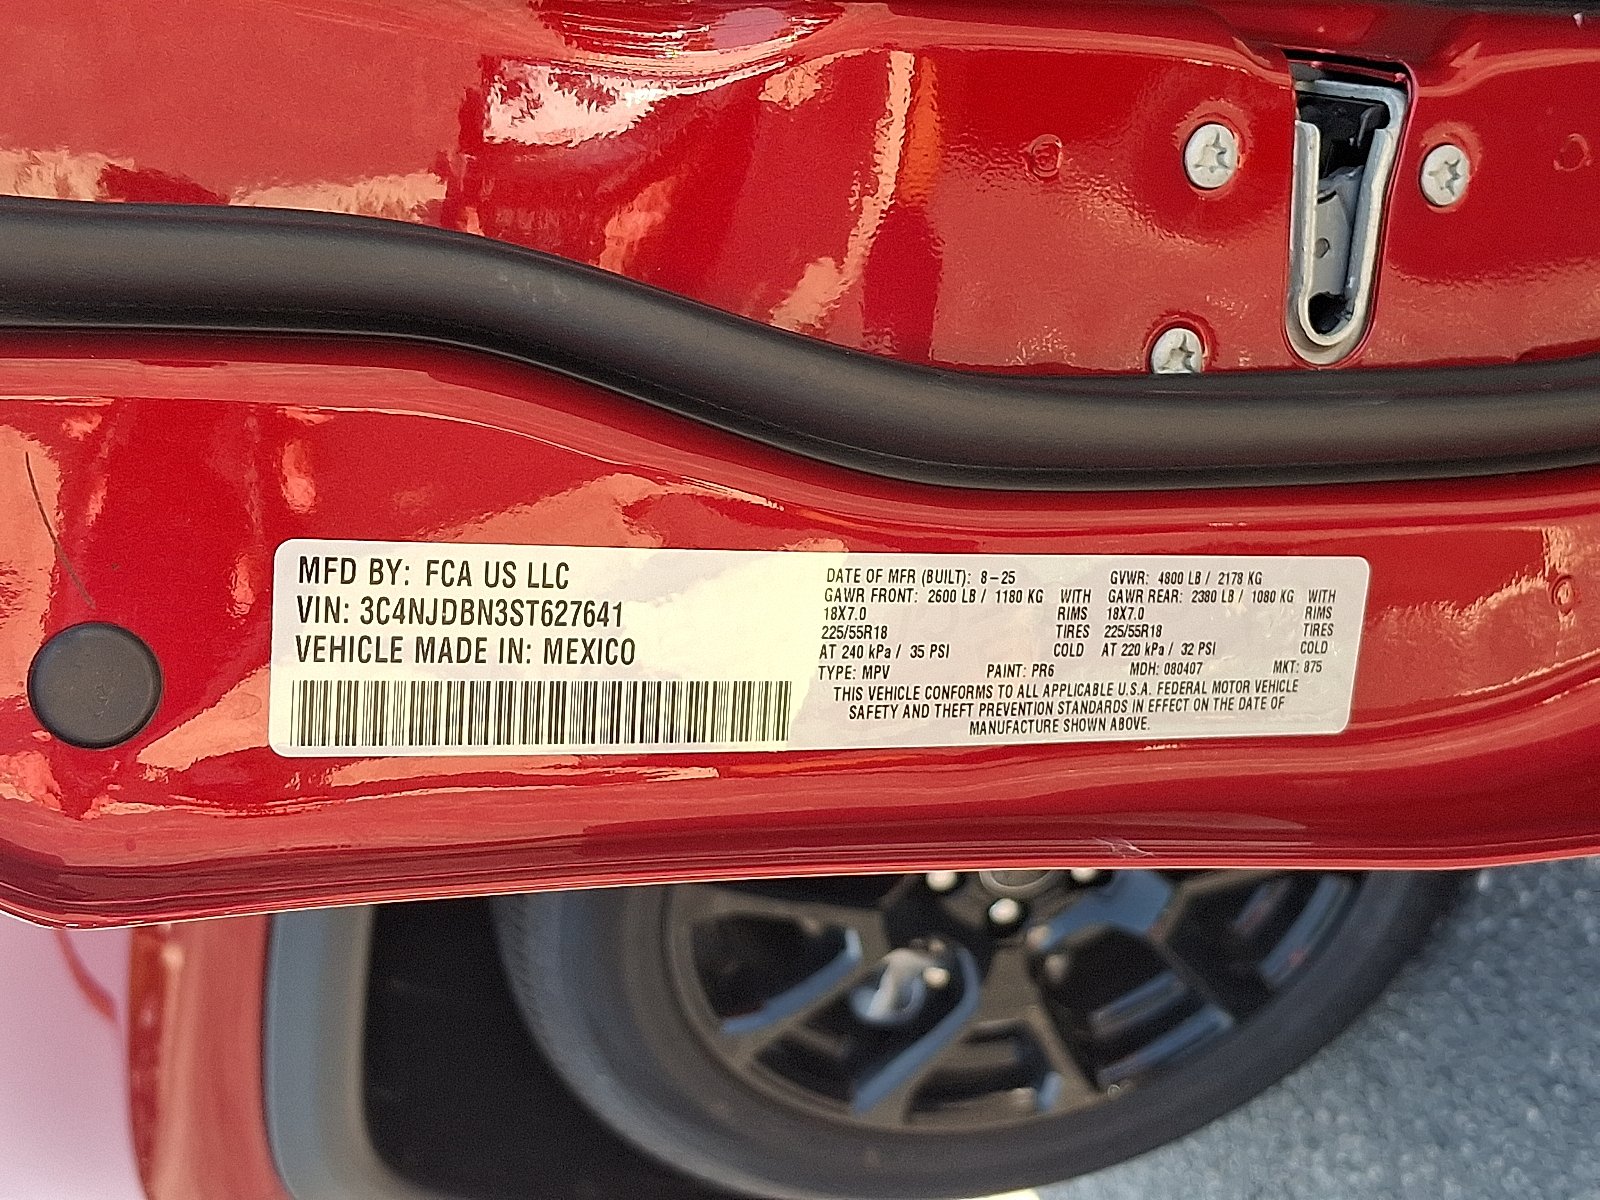 MFD BY: FCA US LLC
VIN: 3C4NJDBN3ST627641
VEHICLE MADE IN: MEXICO
DATE OF MFR (BUILT): 8-25 GVWR: 4800 LB / 2178 KG
GAWR FRONT: 2600 LB / 1180 KG WITH GAWR REAR: 2380 LB / 1080 KG WITH
18X7.0 RIMS 18X7.0 RIMS
225/55R18 TIRES 225/55R18 TIRES
AT 240 kPa / 35 PSI COLD AT 220 kPa / 32 PSI COLD
TYPE: MPV PAINT: PR6 MDH: 080407 MKT: 875
THIS VEHICLE CONFORMS TO ALL APPLICABLE U.S.A. FEDERAL MOTOR VEHICLE
SAFETY AND THEFT PREVENTION STANDARDS IN EFFECT ON THE DATE OF
MANUFACTURE SHOWN ABOVE.